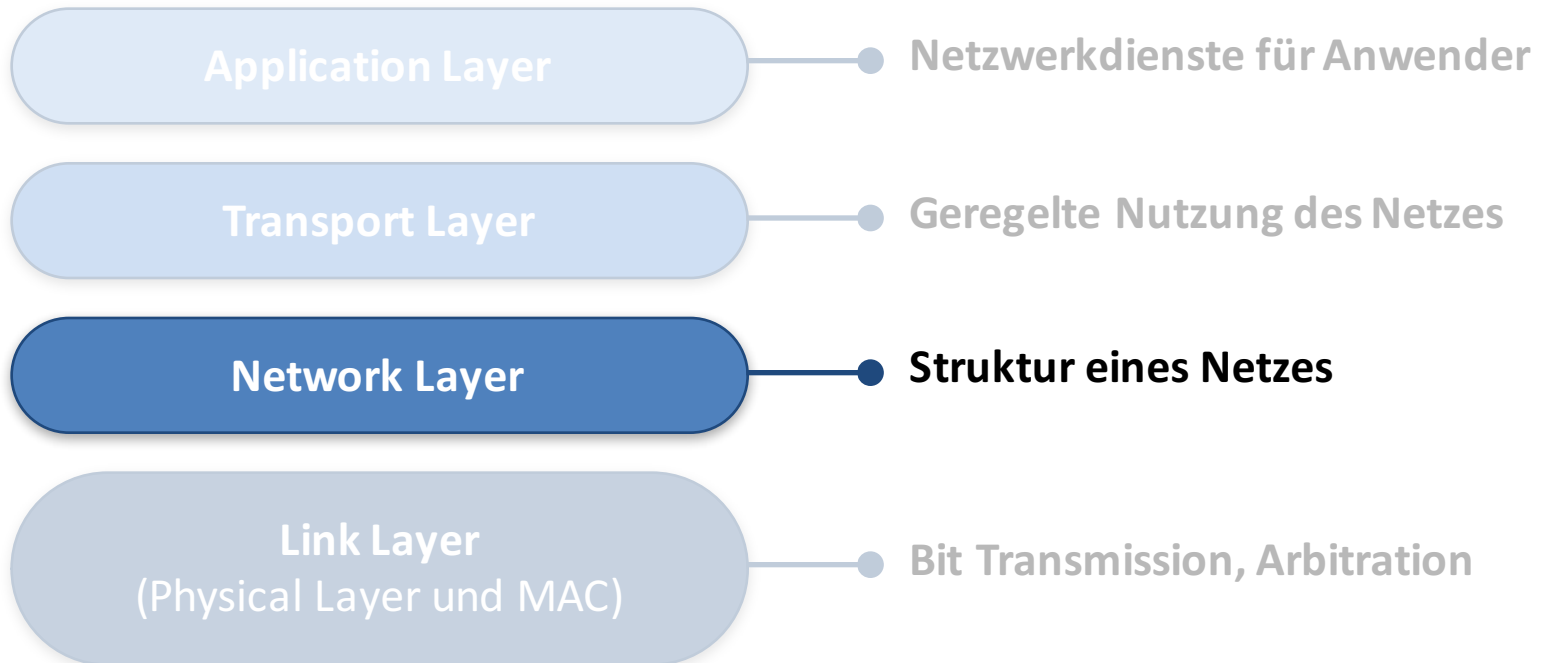 Application Layer
Netzwerkdienste für Anwender
Transport Layer
Geregelte Nutzung des Netzes
Network Layer
Struktur eines Netzes
Link Layer
(Physical Layer und MAC)
Bit Transmission, Arbitration